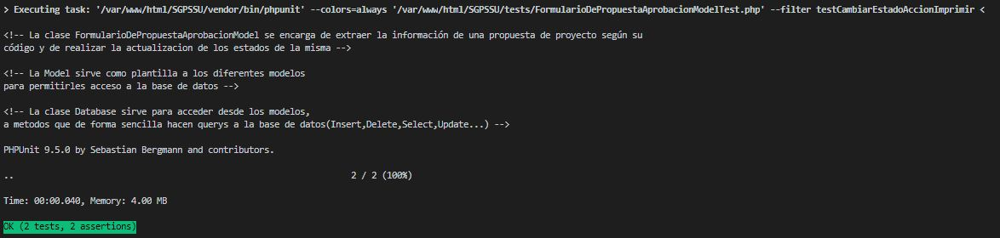 > Executing task: '/var/www/html/SGPSSU/vendor/bin/phpunit' --colors=always '/var/www/html/SGPSSU/tests/FormularioDePropuestaAprobacionModelTest.php' --filter testCambiarEstadoAccionImprimir <
<!-- La clase FormularioDePropuestaAprobacionModel se encarga de extraer la información de una propuesta de proyecto según su
código y de realizar la actualizacion de los estados de la misma -->
<!-- La Model sirve como plantilla a los diferentes modelos
para permitirles acceso a la base de datos -->
<!-- La clase Database sirve para acceder desde los modelos,
a metodos que de forma sencilla hacen querys a la base de datos(Insert,Delete,Select,Update...) -->
PHPUnit 9.5.0 by Sebastian Bergmann and contributors.
.. 2 / 2 (100%)
Time: 00:00.040, Memory: 4.00 MB
OK (2 tests, 2 assertions)